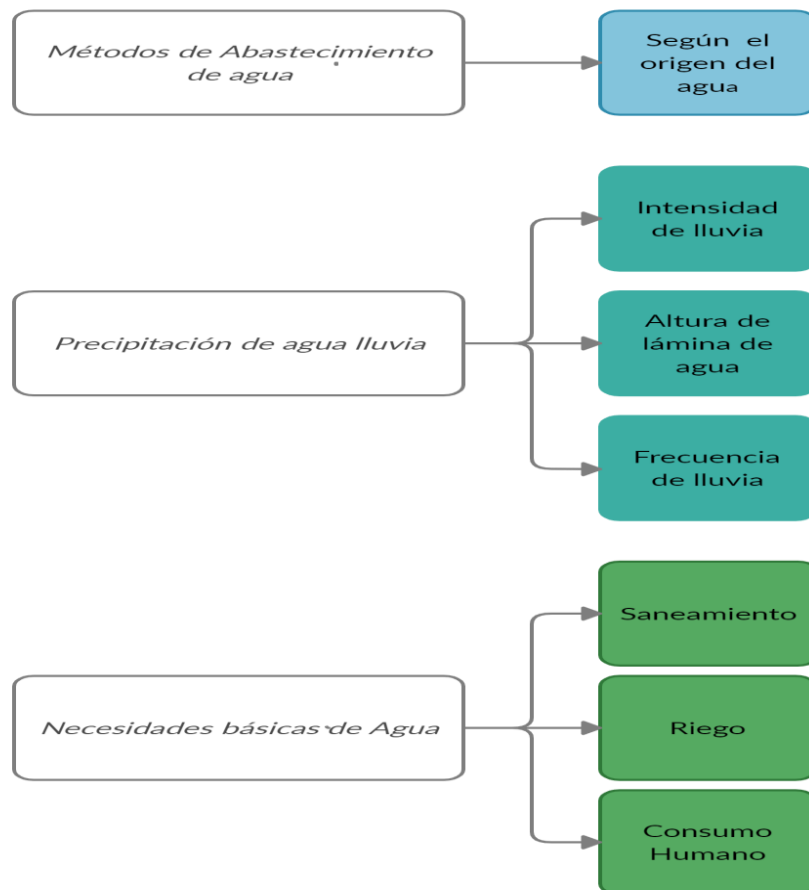 Métodos de Abastecimiento
de agua
Según el
origen del
agua
Precipitación de agua lluvia
Intensidad
de lluvia
Altura de
lámina de
agua
Frecuencia
de lluvia
Necesidades básicas de Agua
Saneamiento
Riego
Consumo
Humano